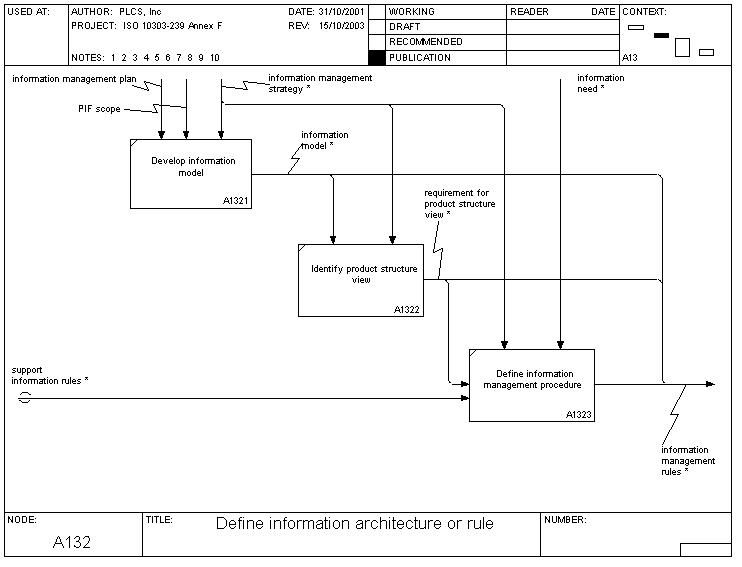 USED AT:
AUTHOR: PLCS, Inc
DATE: 31/10/2001
PROJECT: ISO 10303-239 Annex F
REV: 15/10/2003
NOTES: 1 2 3 4 5 6 7 8 9 10
WORKING
DRAFT
RECOMMENDED
PUBLICATION
READER
DATE
CONTEXT:
A13
information management plan
PIF scope
information management
strategy *
information
need *
Develop information
model
A1321
information
model *
requirement for
product structure
view *
Identify product structure
view
A1322
support
information rules *
Define information
management procedure
A1323
information
management
rules *
NODE:
A132
TITLE:
Define information architecture or rule
NUMBER: